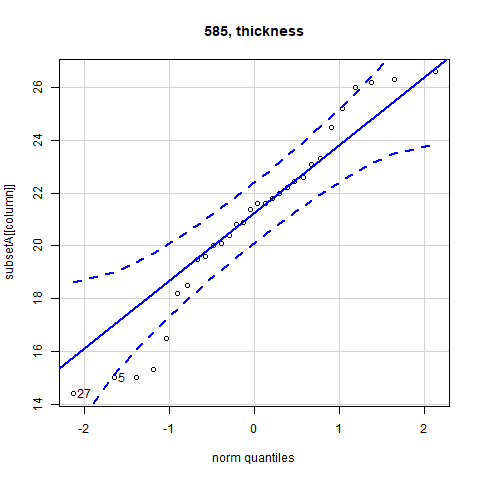 585, thickness
subsetA[[column]]
26
24
22
20
18
16
14
27
5
-2 -1 0 1 2
norm quantiles